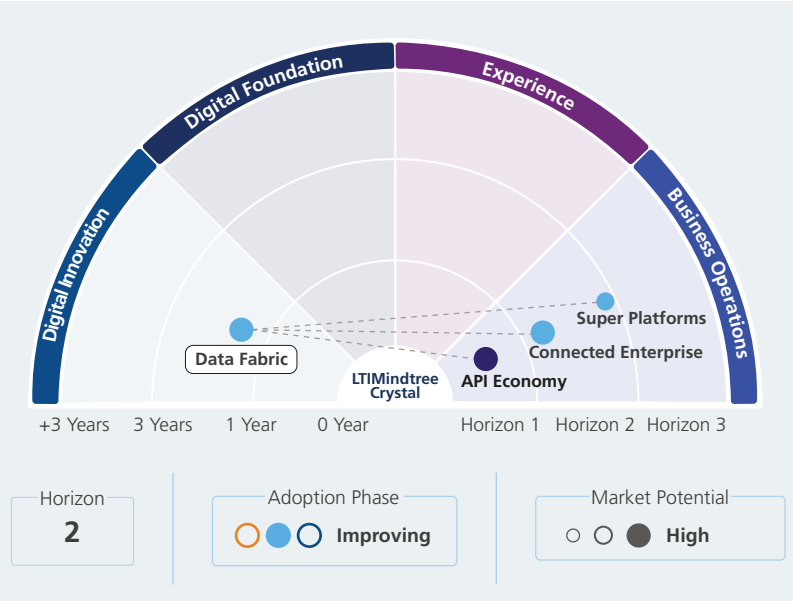 Digital Foundation
Experience
Digital Innovation
Business Operations
Super Platforms
Data Fabric
Connected Enterprise
LTIMindtree
Crystal
API Economy
+3 Years
3 Years
1 Year
0 Year
Horizon 1
Horizon 2
Horizon 3
Horizon
2
Adoption Phase
Improving
Market Potential
High